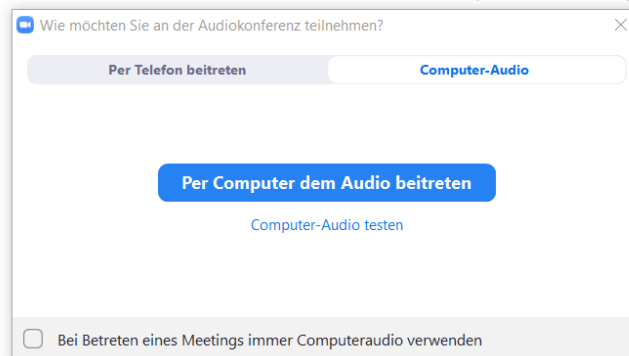 Wie möchten Sie an der Audiokonferenz teilnehmen?
Per Telefon beitreten Computer-Audio
Per Computer dem Audio beitreten
Computer-Audio testen
Bei Betreten eines Meetings immer Computeraudio verwenden